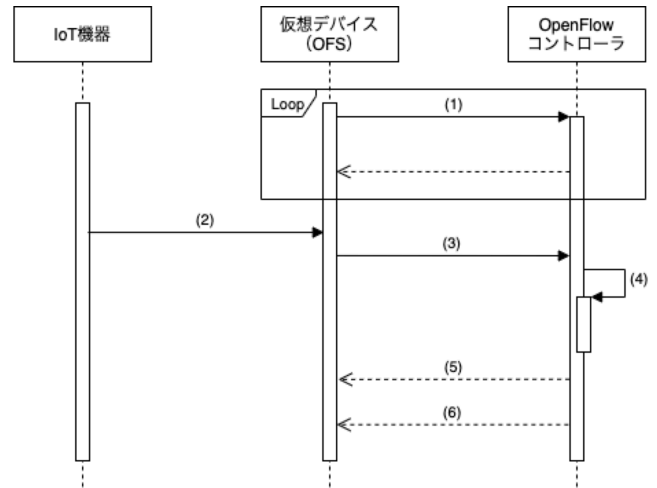 IoT機器
仮想デバイス
（OFS）
OpenFlow
コントローラ
Loop
(1)
(2)
(3)
(4)
(5)
(6)